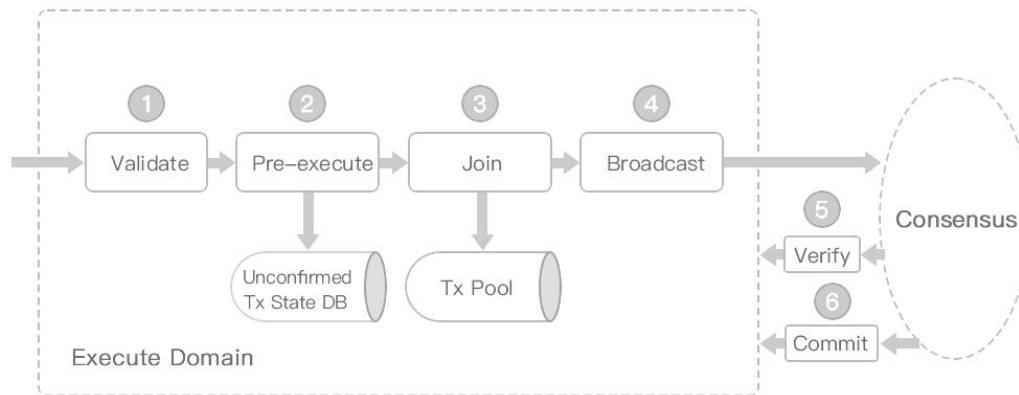 1
2
3
4
Validate
Pre–execute
Join
Broadcast
5
Consensus
Verify
Unconfirmed
Tx State DB
Tx Pool
6
Commit
Execute Domain